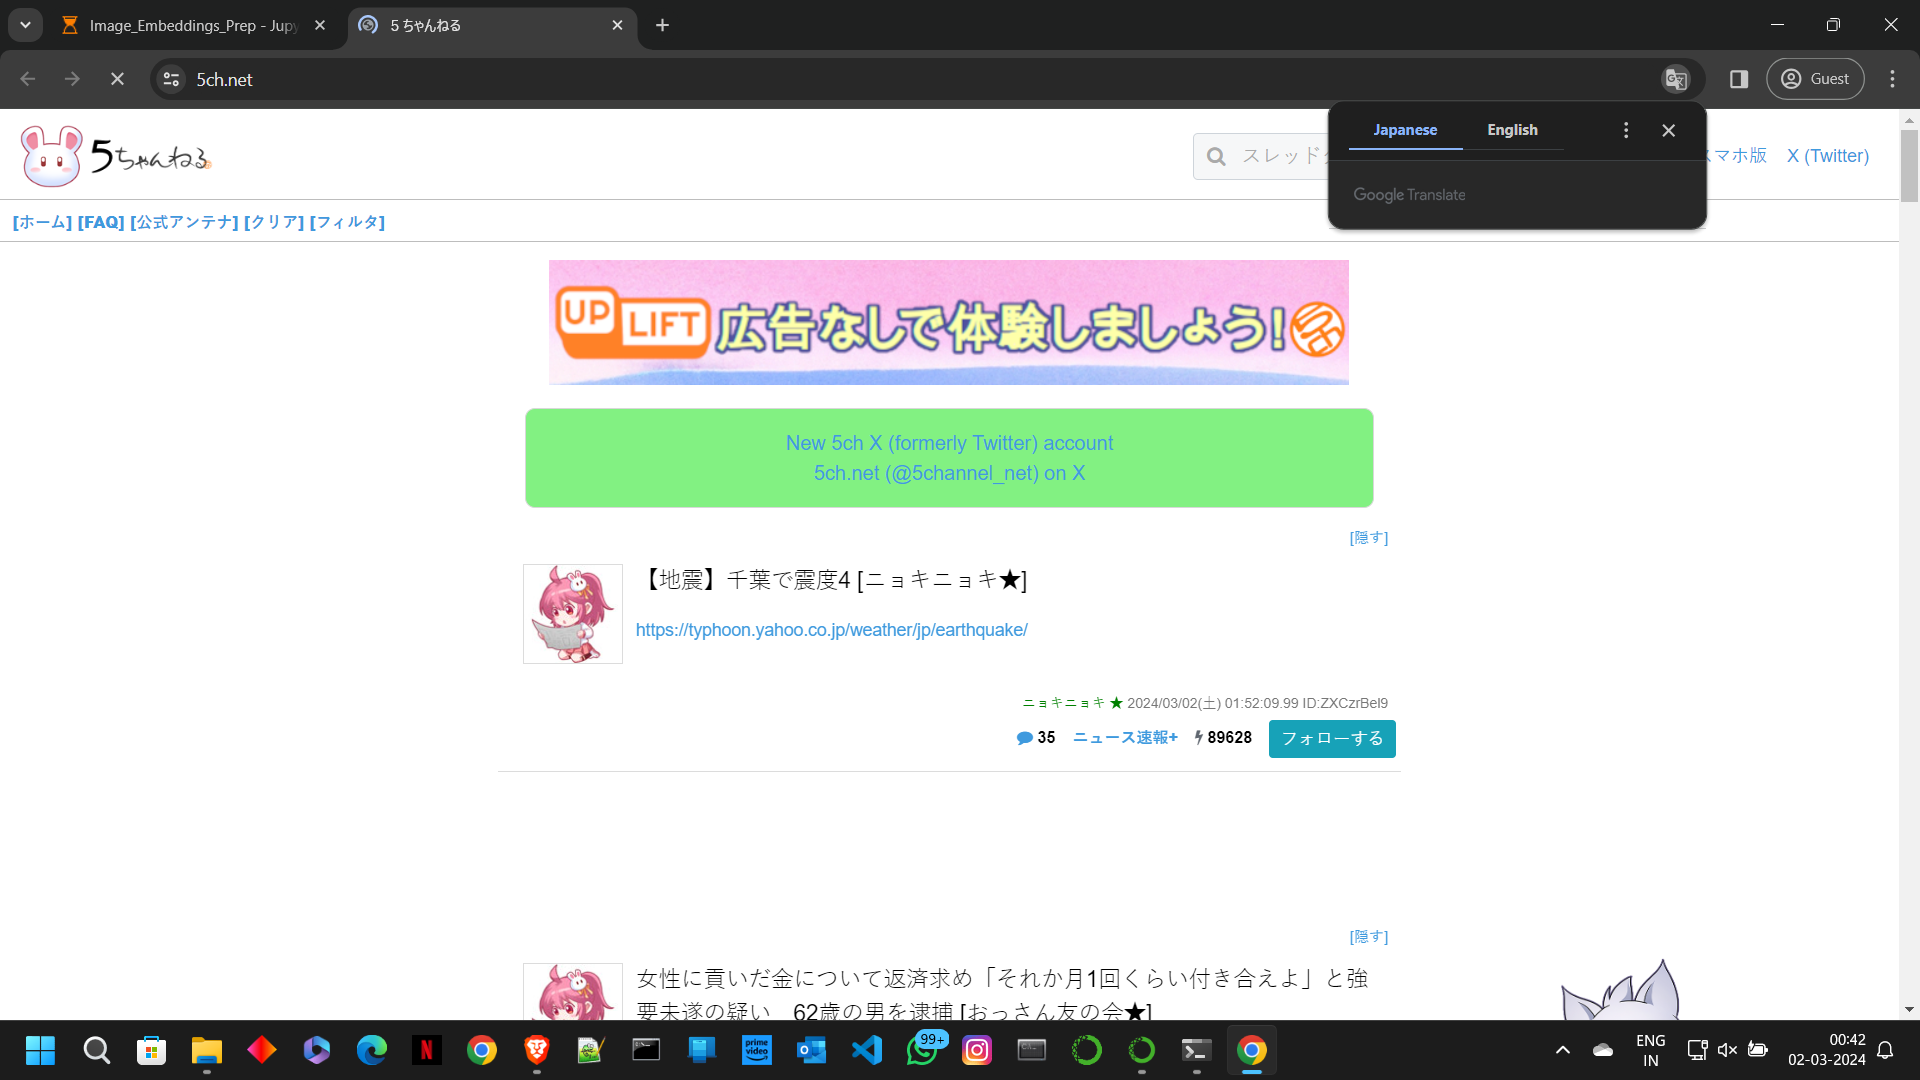 Image_Embeddings_Prep - Jupy
5ちゃんねる
5ch.net
Guest
5ちゃんねる
スレッド
Japanese
English
Google Translate
マホ版
X (Twitter)
[ホーム] [FAQ] [公式アンテナ] [クリア] [フィルタ]
UP LIFT 広告なしで体験しましょう!
New 5ch X (formerly Twitter) account
5ch.net (@5channel_net) on X
[隠す]
【地震】千葉で震度4 [ニョキニョキ★]
https://typhoon.yahoo.co.jp/weather/jp/earthquake/
ニョキニョキ ★ 2024/03/02(土) 01:52:09.99 ID:ZXCzrBel9
35 ニュース速報+ 89628 フォローする
[隠す]
女性に貢いだ金について返済求め「それか月1回くらい付き合えよ」と強
要未遂の疑い 62歳の男を逮捕 [おっさん友の会★]
prime video
99+
ENG
IN
00:42
02-03-2024